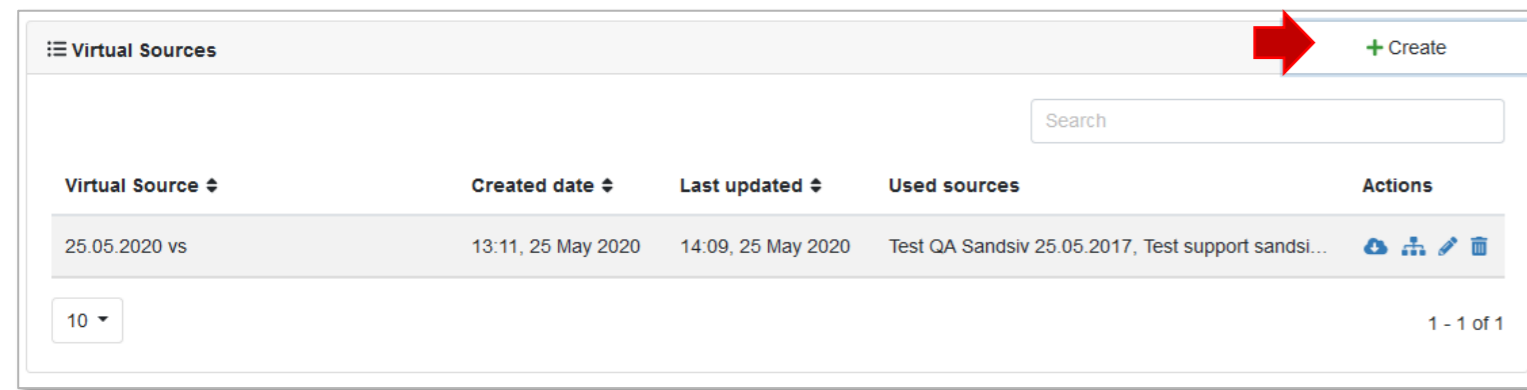 Virtual Sources
+ Create
Search
Virtual Source Created date Last updated Used sources Actions
25.05.2020 vs 13:11, 25 May 2020 14:09, 25 May 2020 Test QA Sandsiv 25.05.2017, Test support sandsi...
10
1 - 1 of 1